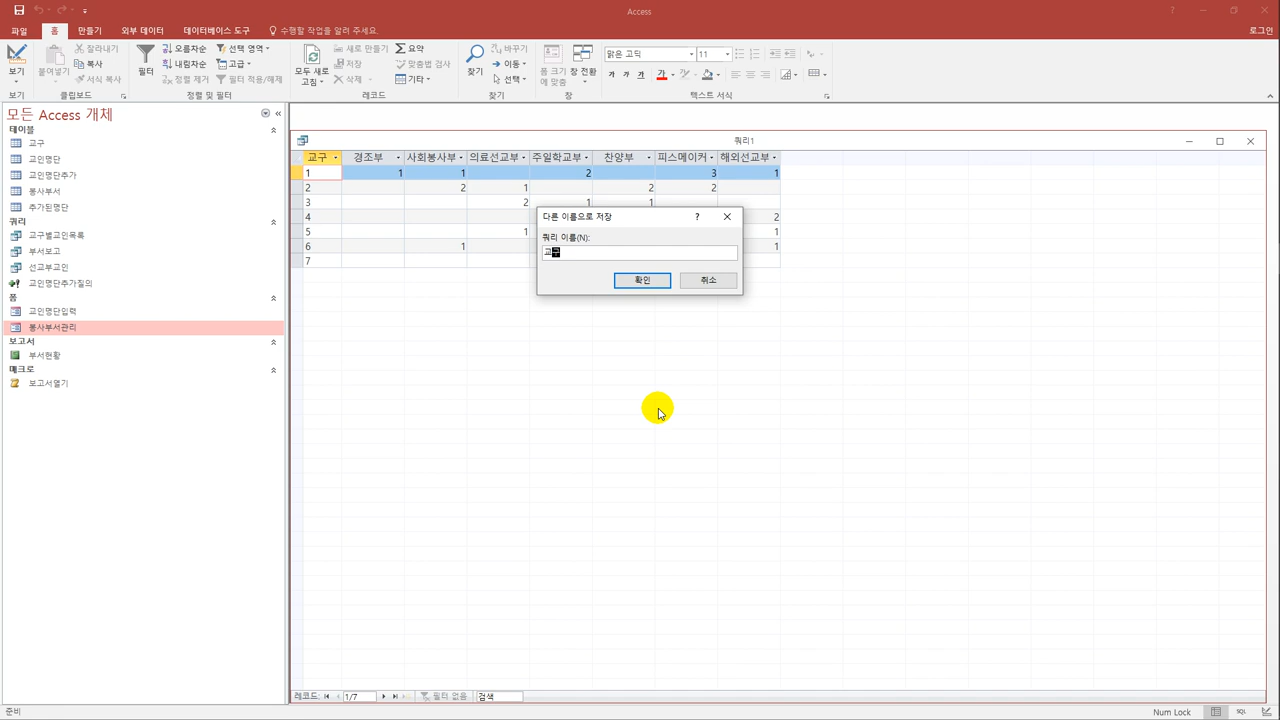 Access
로그인
파일 홈 만들기 외부 데이터 데이터베이스 도구 수행할 작업을 알려 주세요.
보기
보기
붙여넣기
잘라내기
복사
서식 복사
클립보드
필터
오름차순
내림차순
정렬 제거
선택 영역
고급
필터 적용/해제
정렬 및 필터
모두 새로
고침
새로 만들기
저장
삭제
요약
맞춤법 검사
기타
레코드
찾기
바꾸기
이동
선택
찾기
폼 크기
에 맞춤
창 전환
창
맑은 고딕 11
가 가 가 가
텍스트 서식
모든 Access 개체
테이블
교구
교인명단
교인명단추가
봉사부서
추가된명단
쿼리
교구별교인목록
부서보고
선교부교인
교인명단추가질의
폼
교인명단입력
봉사부서관리
보고서
부서현황
매크로
보고서열기
쿼리1
교구 경조부 사회봉사부 의료선교부 주일학교부 찬양부 피스메이커 해외선교부
1 1 1 2 3 1
2 2 1 2 2
3 2 1 1
4 2
5 1 1
6 1 1
7
다른 이름으로 저장 ?
쿼리 이름(N):
확인 취소
레코드: 1/7 필터 없음 검색
준비
Num Lock
SQL